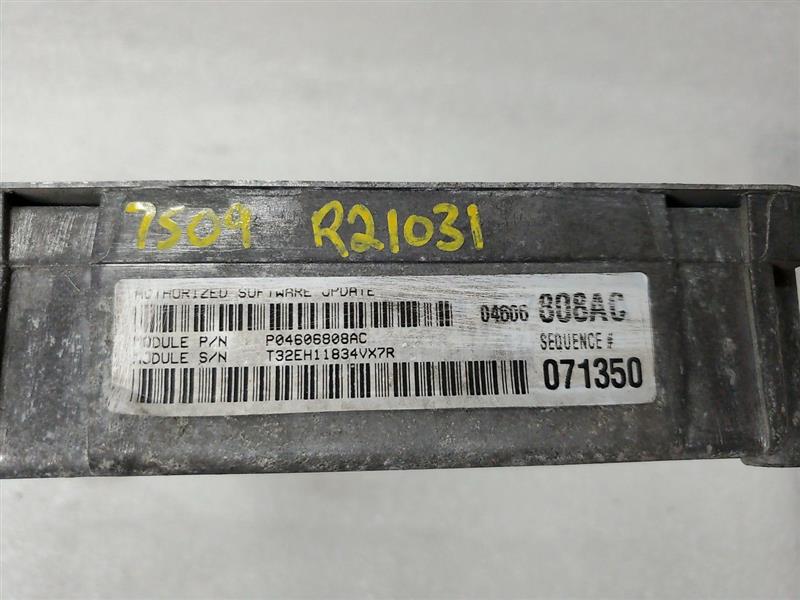 7509 R21031
AUTHORIZED SOFTWARE UPDATE
04606 808AC
MODULE P/N P04606808AC
MODULE S/N T32EH11834VX7R
SEQUENCE #
071350